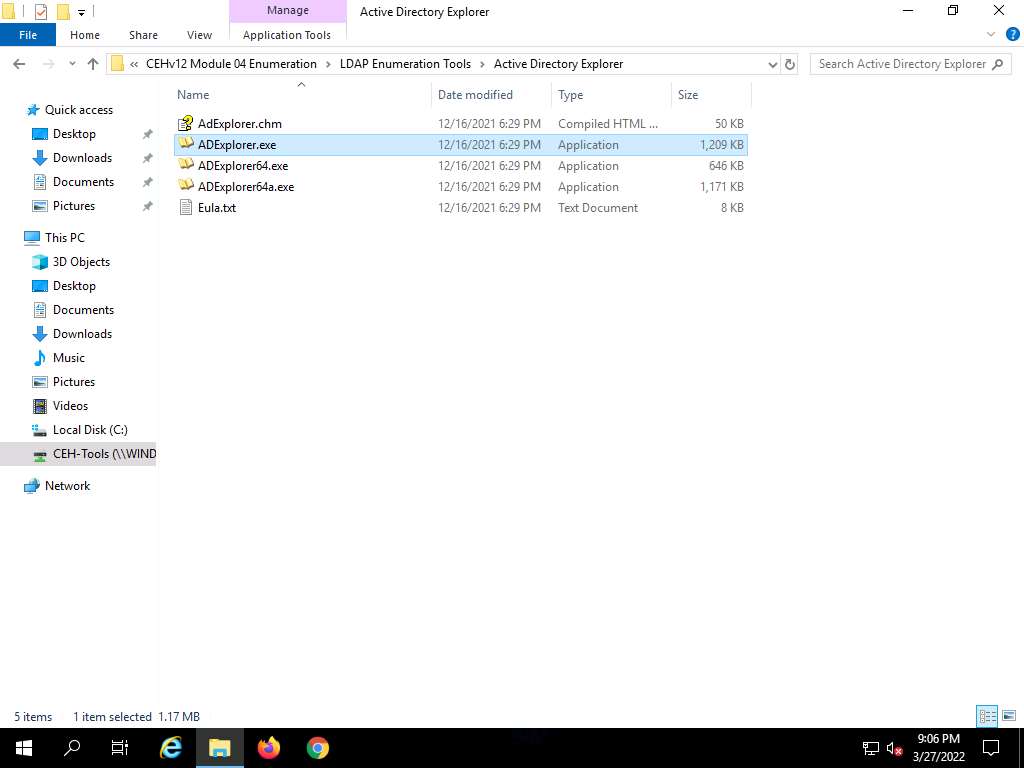 Manage
Active Directory Explorer
File
Home
Share
View
Application Tools
?
« CEHv12 Module 04 Enumeration › LDAP Enumeration Tools › Active Directory Explorer
Search Active Directory Explorer
Name
Date modified
Type
Size
AdExplorer.chm 12/16/2021 6:29 PM Compiled HTML ... 50 KB
ADExplorer.exe 12/16/2021 6:29 PM Application 1,209 KB
ADExplorer64.exe 12/16/2021 6:29 PM Application 646 KB
ADExplorer64a.exe 12/16/2021 6:29 PM Application 1,171 KB
Eula.txt 12/16/2021 6:29 PM Text Document 8 KB
Quick access
Desktop
Downloads
Documents
Pictures
This PC
3D Objects
Desktop
Documents
Downloads
Music
Pictures
Videos
Local Disk (C:)
CEH-Tools (\\WIND
Network
5 items 1 item selected 1.17 MB
9:06 PM
3/27/2022